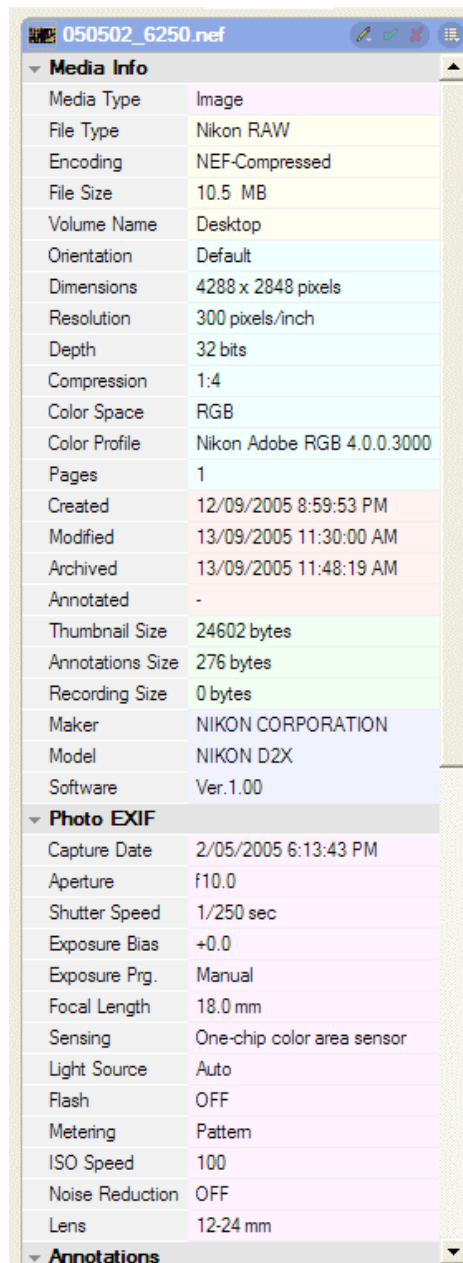 050502_6250.nef
Media Info
Media Type Image
File Type Nikon RAW
Encoding NEF-Compressed
File Size 10.5 MB
Volume Name Desktop
Orientation Default
Dimensions 4288 x 2848 pixels
Resolution 300 pixels/inch
Depth 32 bits
Compression 1:4
Color Space RGB
Color Profile Nikon Adobe RGB 4.0.0.3000
Pages 1
Created 12/09/2005 8:59:53 PM
Modified 13/09/2005 11:30:00 AM
Archived 13/09/2005 11:48:19 AM
Annotated -
Thumbnail Size 24602 bytes
Annotations Size 276 bytes
Recording Size 0 bytes
Maker NIKON CORPORATION
Model NIKON D2X
Software Ver.1.00
Photo EXIF
Capture Date 2/05/2005 6:13:43 PM
Aperture f10.0
Shutter Speed 1/250 sec
Exposure Bias +0.0
Exposure Prg. Manual
Focal Length 18.0 mm
Sensing One-chip color area sensor
Light Source Auto
Flash OFF
Metering Pattern
ISO Speed 100
Noise Reduction OFF
Lens 12-24 mm
Annotations